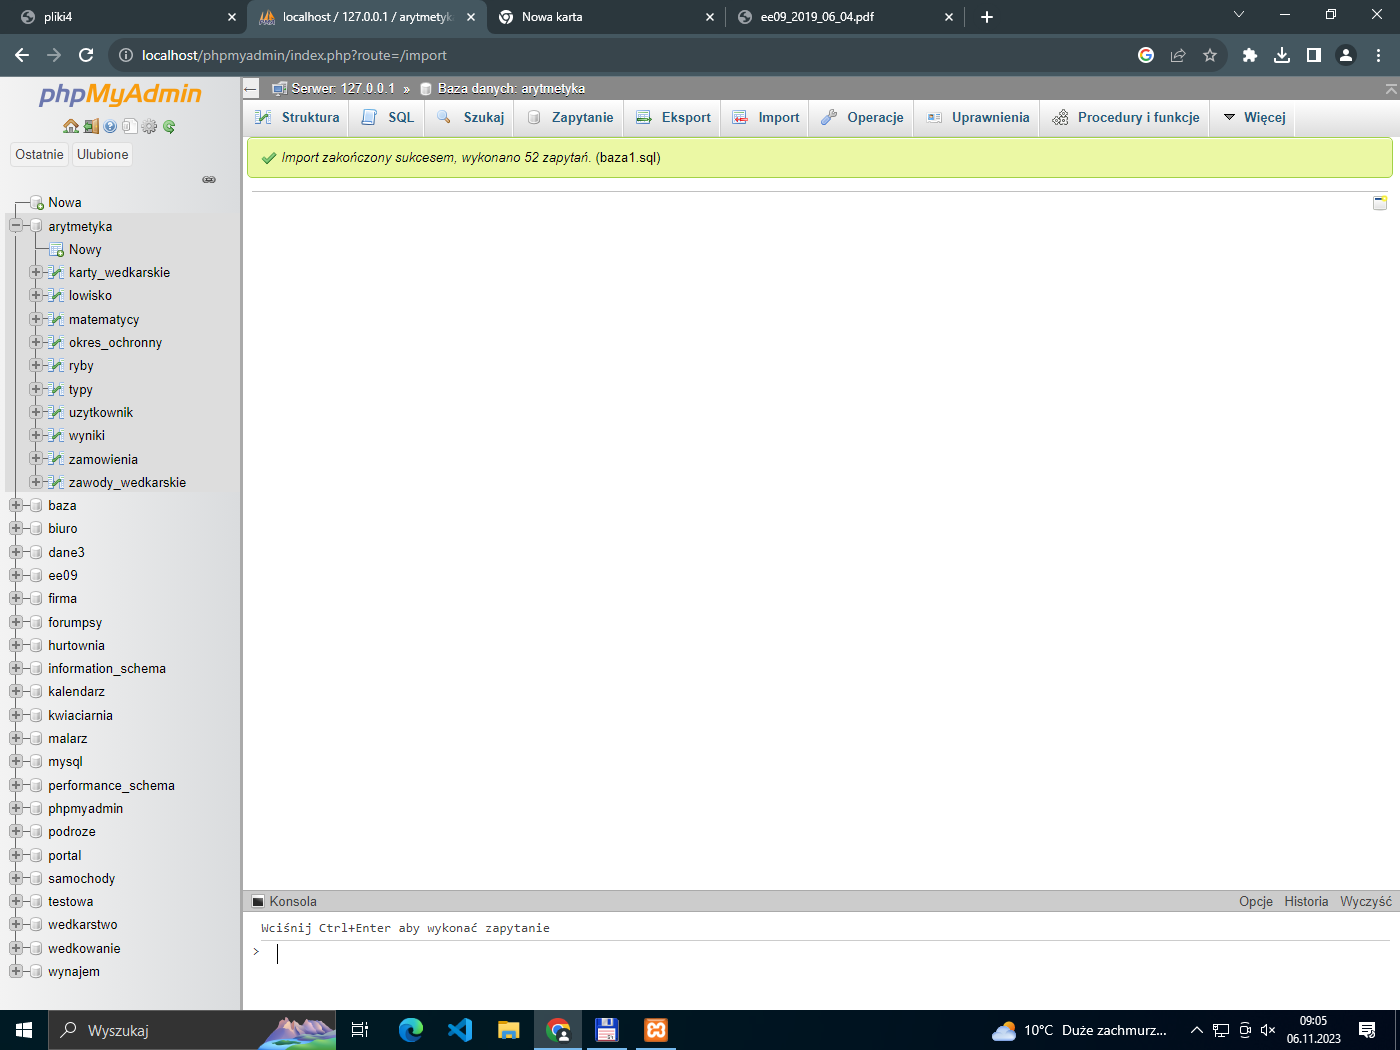 pliki4
localhost / 127.0.0.1 / arytmetyk
Nowa karta
ee09_2019_06_04.pdf
localhost/phpmyadmin/index.php?route=/import
phpMyAdmin
Ostatnie Ulubione
Nowa
arytmetyka
Nowy
karty_wedkarskie
lowisko
matematycy
okres_ochronny
ryby
typy
uzytkownik
wyniki
zamowienia
zawody_wedkarskie
baza
biuro
dane3
ee09
firma
forumpsy
hurtownia
information_schema
kalendarz
kwiaciarnia
malarz
mysql
performance_schema
phpmyadmin
podroze
portal
samochody
testowa
wedkarstwo
wedkowanie
wynajem
Serwer: 127.0.0.1 » Baza danych: arytmetyka
Struktura SQL Szukaj Zapytanie Eksport Import Operacje Uprawnienia Procedury i funkcje Więcej
Import zakończony sukcesem, wykonano 52 zapytań. (baza1.sql)
Konsola Opcje Historia Wyczyść
Wciśnij Ctrl+Enter aby wykonać zapytanie
>
Wyszukaj
10°C Duże zachmurz...
09:05
06.11.2023